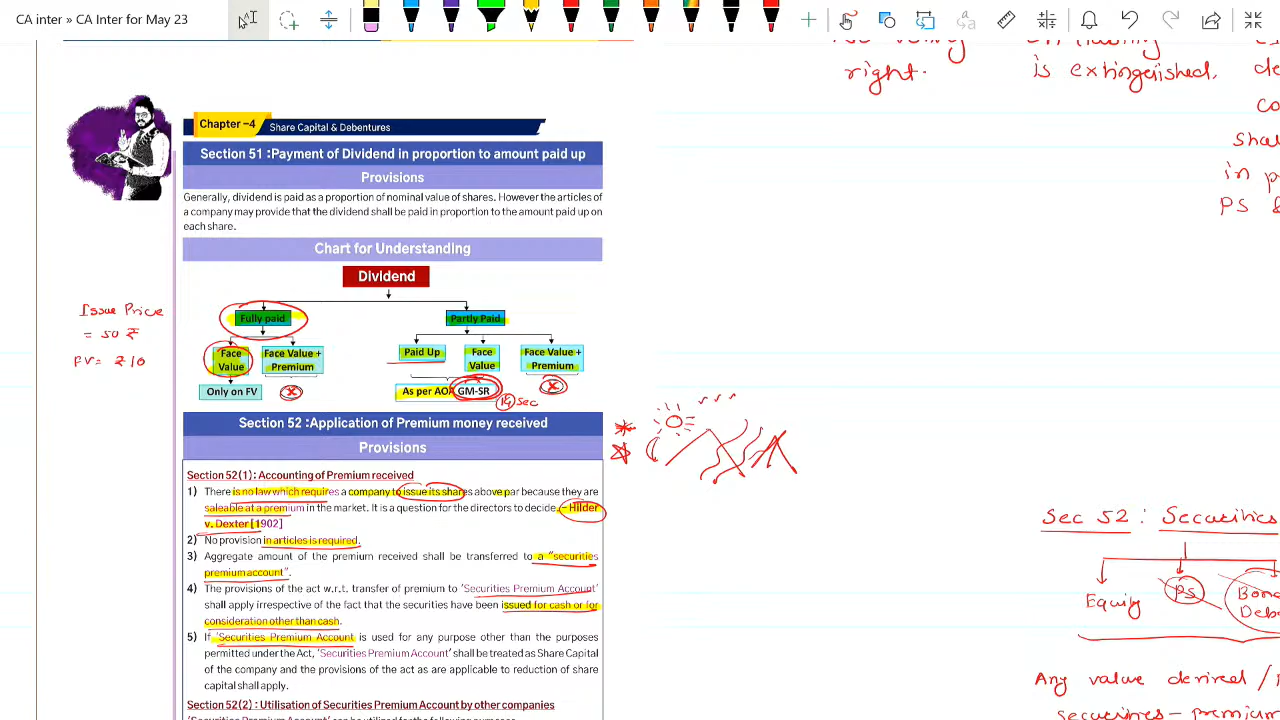 CA inter » CA Inter for May 23
right.
is extinguished.
Chapter –4
Share Capital & Debentures
Section 51 :Payment of Dividend in proportion to amount paid up
Provisions
Generally, dividend is paid as a proportion of nominal value of shares. However the articles of
a company may provide that the dividend shall be paid in proportion to the amount paid up on
each share.
in p
PS &
Chart for Understanding
Dividend
Issue Price
= 50 ₹
FV = ₹10
Fully paid
Partly Paid
Face Value
Face Value + Premium
Paid Up
Face Value
Face Value + Premium
Only on FV
As per AOA GM-SR
14 sec
Section 52 :Application of Premium money received
Provisions
Section 52(1): Accounting of Premium received
1) There is no law which requires a company to issue its shares above par because they are
saleable at a premium in the market. It is a question for the directors to decide. – Hilder
v. Dexter [1902]
2) No provision in articles is required.
3) Aggregate amount of the premium received shall be transferred to a "securities
premium account".
4) The provisions of the act w.r.t. transfer of premium to 'Securities Premium Account'
shall apply irrespective of the fact that the securities have been issued for cash or for
consideration other than cash.
5) If 'Securities Premium Account is used for any purpose other than the purposes
permitted under the Act, 'Securities Premium Account' shall be treated as Share Capital
of the company and the provisions of the act as are applicable to reduction of share
capital shall apply.
Section 52(2): Utilisation of Securities Premium Account by other companies
Sec 52 : Securities
Equity
PS
Bon
Deb
Any value derived /
securities – premium